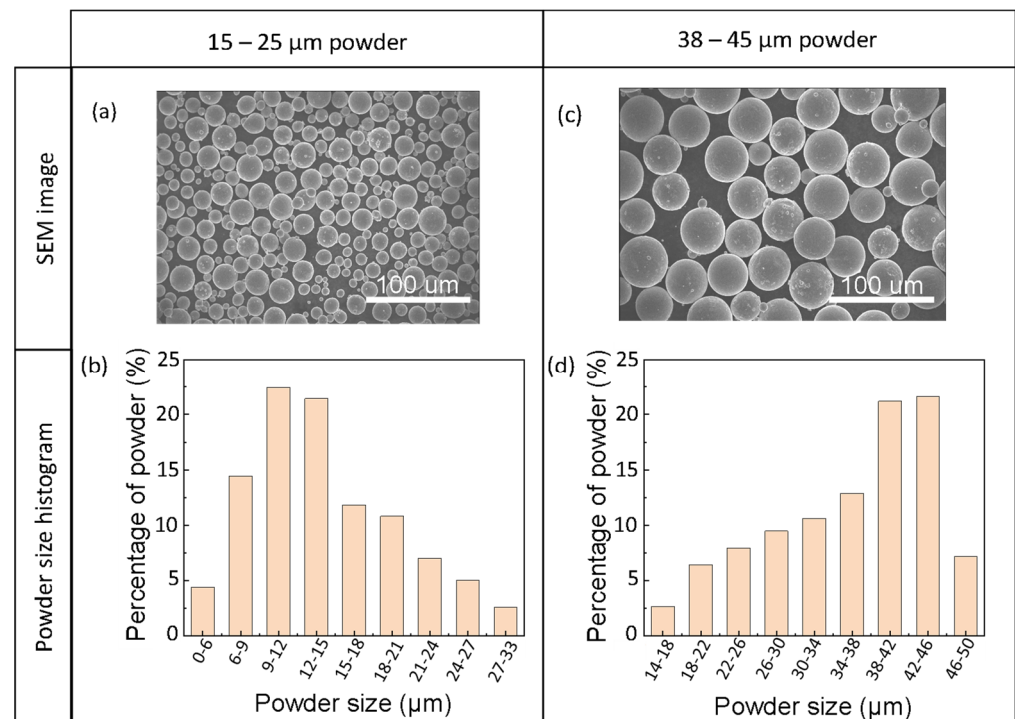 15 – 25 µm powder
38 – 45 µm powder
SEM image
(a)
100 um
(c)
100 um
Powder size histogram
(b)
Percentage of powder (%)
25
20
15
10
5
0
0-6
6-9
9-12
12-15
15-18
18-21
21-24
24-27
27-33
Powder size (µm)
(d)
Percentage of powder (%)
25
20
15
10
5
0
14-18
18-22
22-26
26-30
30-34
34-38
38-42
42-46
46-50
Powder size (µm)